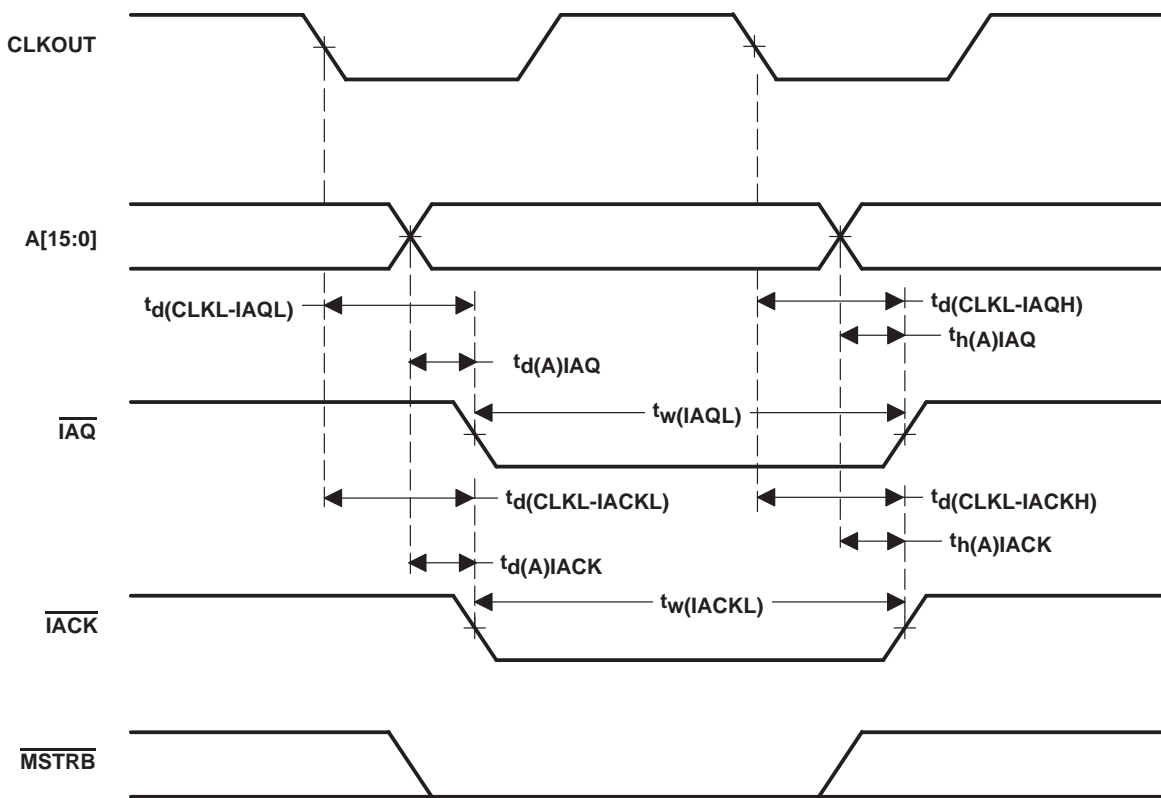 CLKOUT
A[15:0]
td(CLKL-IAQL)
td(CLKL-IAQH)
th(A)IAQ
td(A)IAQ
tw(IAQL)
IAQ
td(CLKL-IACKL)
td(CLKL-IACKH)
th(A)IACK
td(A)IACK
tw(IACKL)
IACK
MSTRB